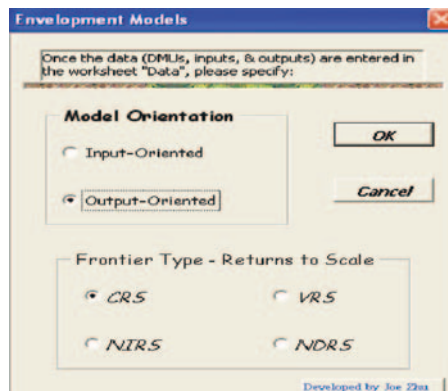 Envelopment Models
Once the data (DMUs, inputs, & outputs) are entered in
the worksheet "Data", please specify:
Model Orientation
Input-Oriented
Output-Oriented
OK
Cancel
Frontier Type - Returns to Scale
CRS
VRS
NIRS
NDRS
Developed by Joe Zhu